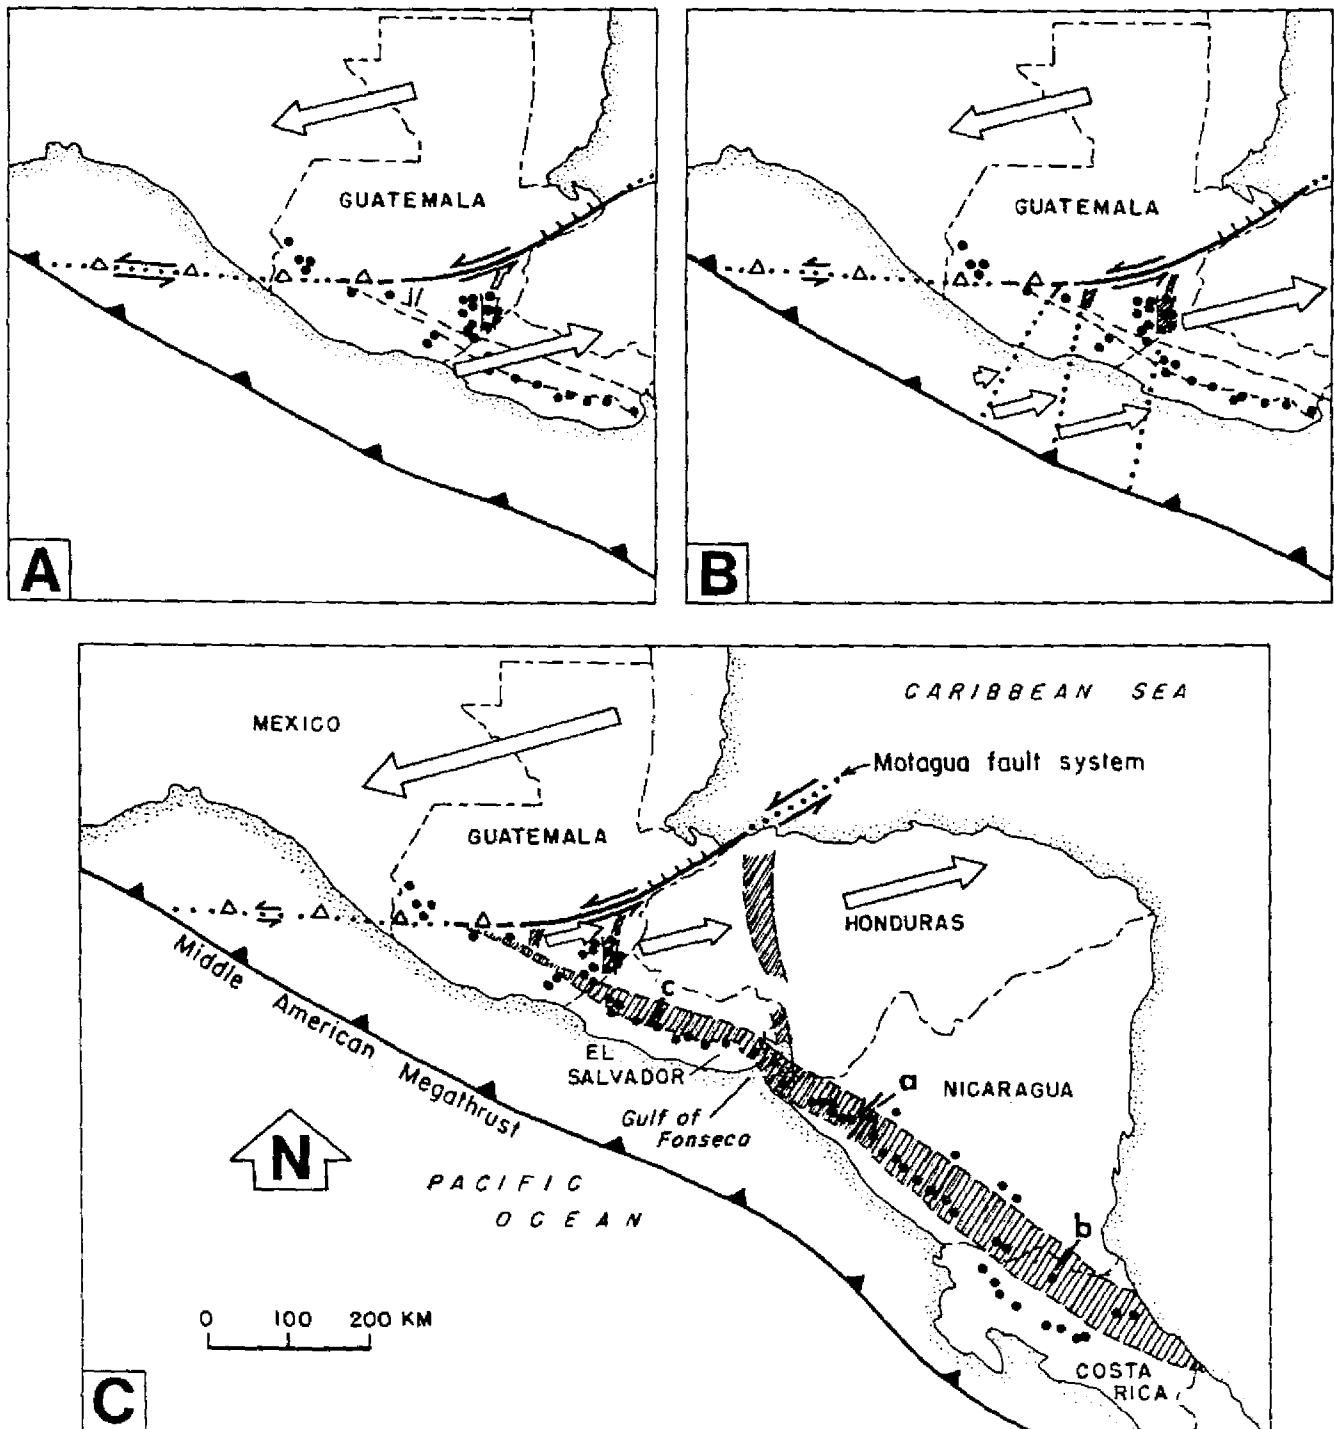 GUATEMALA
A
GUATEMALA
B
CARIBBEAN SEA
MEXICO
Motagua fault system
GUATEMALA
HONDURAS
Middle American Megathrust
c
EL
SALVADOR
a
NICARAGUA
Gulf of
Fonseca
N
PACIFIC
OCEAN
b
0 100 200 KM
COSTA
RICA
C